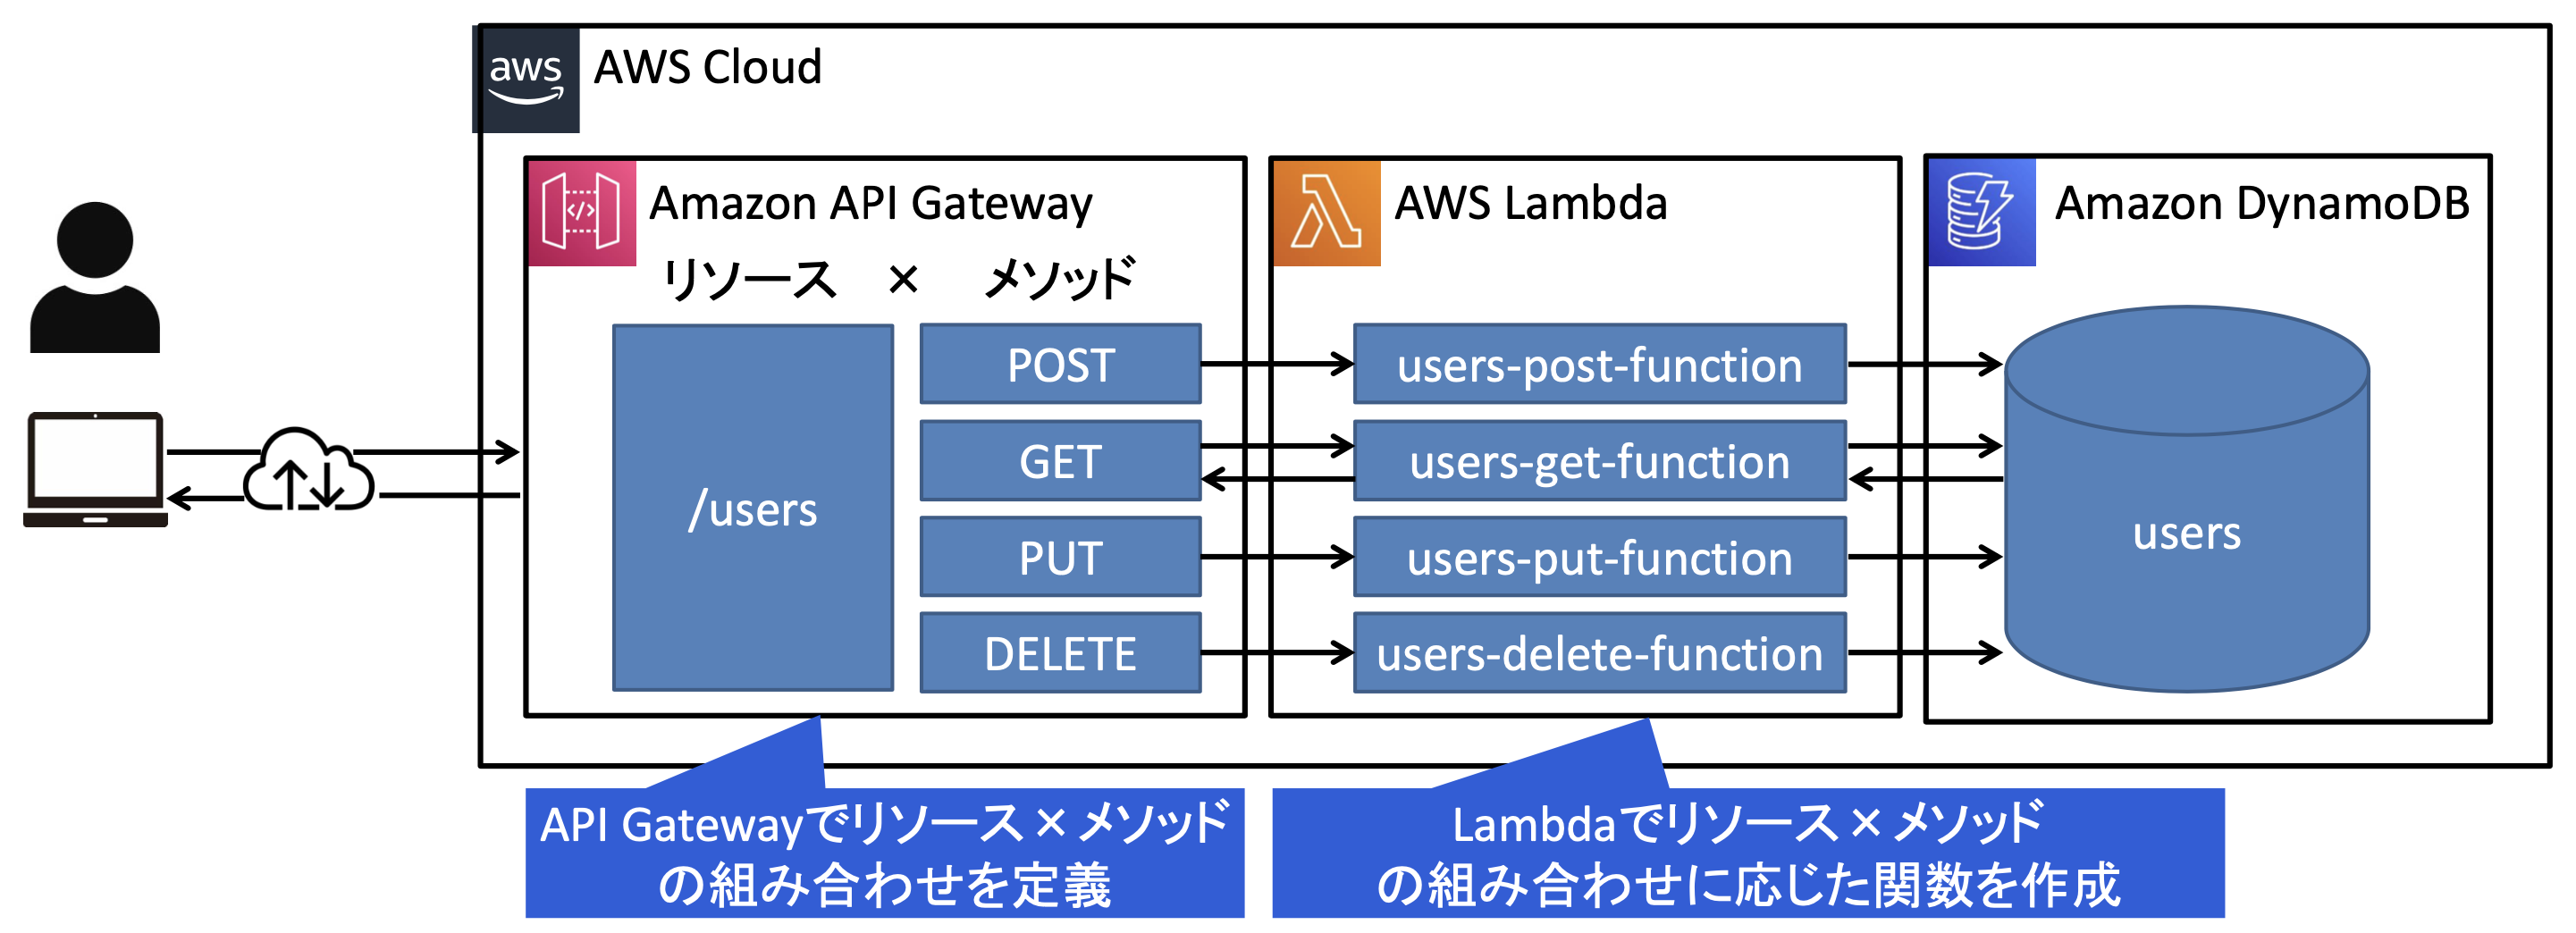 aws
AWS Cloud
Amazon API Gateway
リソース × メソッド
/users
POST
GET
PUT
DELETE
AWS Lambda
users-post-function
users-get-function
users-put-function
users-delete-function
Amazon DynamoDB
users
API Gatewayでリソース×メソッド
の組み合わせを定義
Lambdaでリソース×メソッド
の組み合わせに応じた関数を作成